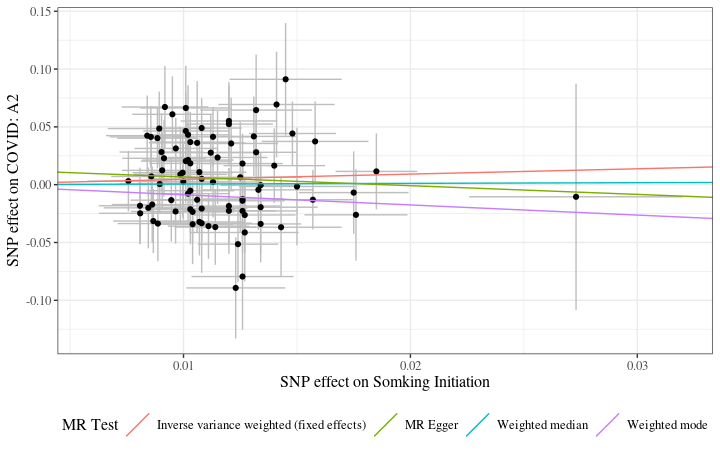 0.15
0.10
0.05
0.00
-0.05
-0.10
SNP effect on COVID: A2
0.01
0.02
0.03
SNP effect on Somking Initiation
MR Test
Inverse variance weighted (fixed effects)
MR Egger
Weighted median
Weighted mode